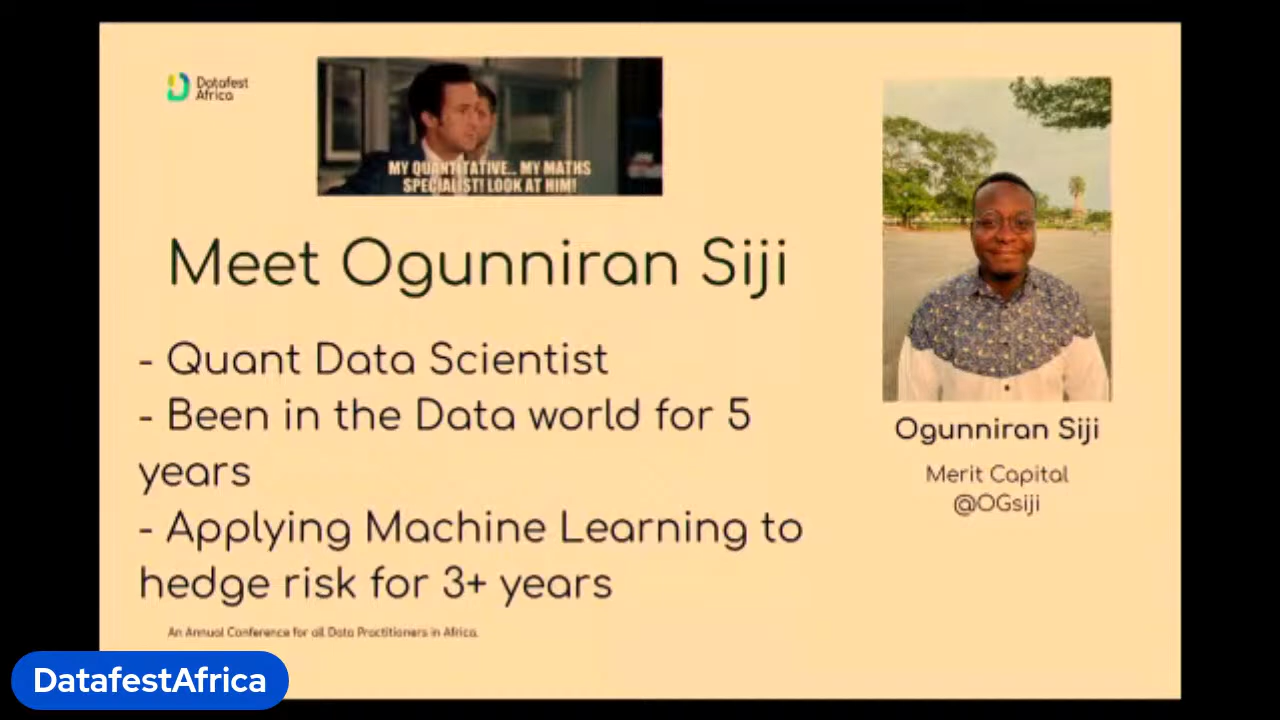 Datafest
Africa
MY QUANTITATIVE... MY MATHS
SPECIALIST! LOOK AT HIM!
Meet Ogunniran Siji
- Quant Data Scientist
- Been in the Data world for 5
years
- Applying Machine Learning to
hedge risk for 3+ years
Ogunniran Siji
Merit Capital
@OGsiji
An Annual Conference for all Data Practitioners in Africa.
DatafestAfrica